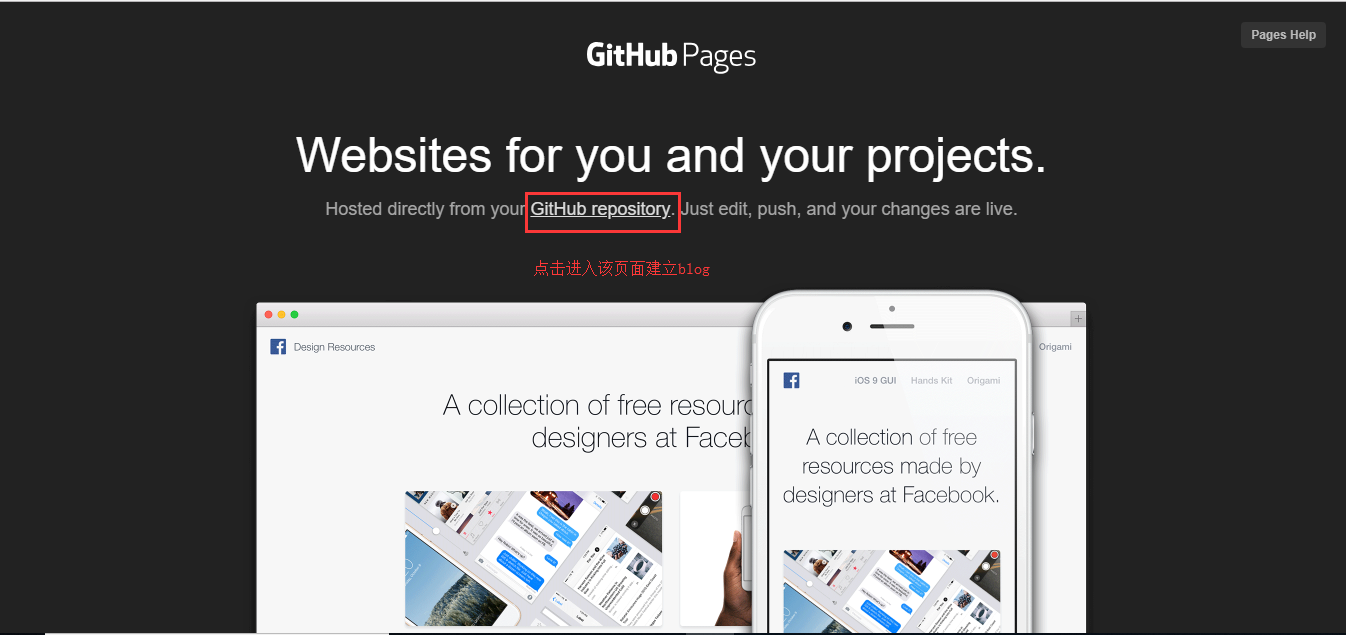 Pages Help
GitHub Pages
Websites for you and your projects.
Hosted directly from your GitHub repository. Just edit, push, and your changes are live.
点击进入该页面建立blog
Design Resources
Origami
A collection of free resourc
designers at Faceb
iOS 9 GUI Hands Kit Origami
A collection of free
resources made by
designers at Facebook.